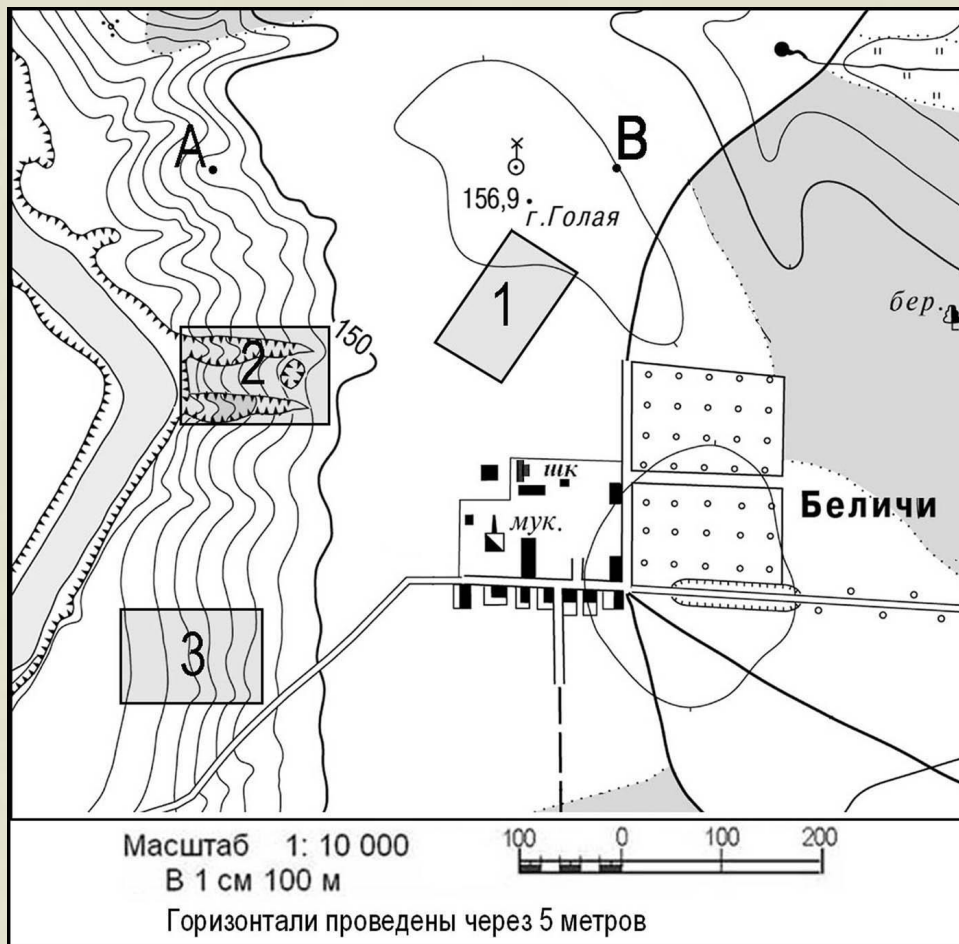 А
В
156,9
г.Голая
1
бер.
150
2
шк
Беличи
мук.
3
Масштаб 1: 10 000
В 1 см 100 м
100 0 100 200
Горизонтали проведены через 5 метров